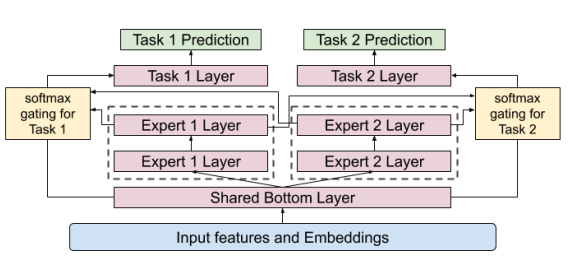 Task 1 Prediction
Task 2 Prediction
Task 1 Layer
Task 2 Layer
softmax
gating for
Task 1
Expert 1 Layer
Expert 2 Layer
softmax
gating for
Task 2
Expert 1 Layer
Expert 2 Layer
Shared Bottom Layer
Input features and Embeddings